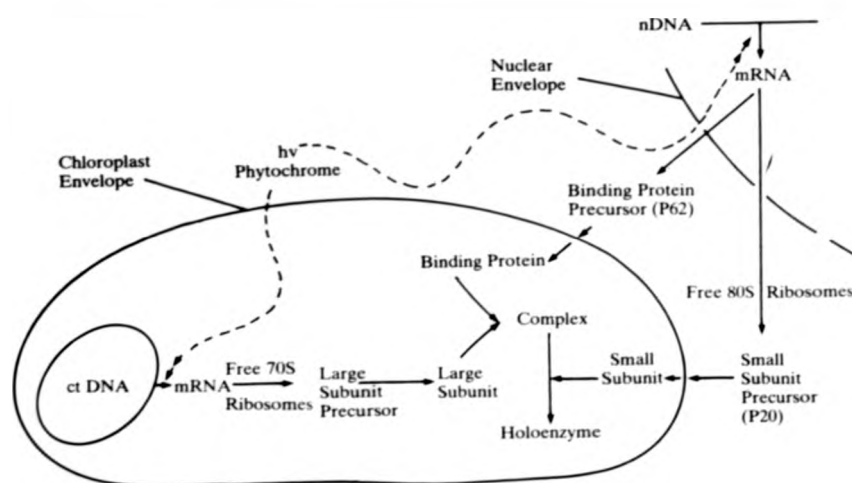 nDNA
mRNA
Nuclear
Envelope
hv
Phytochrome
Chloroplast
Envelope
Binding Protein
Precursor (P62)
Binding Protein
Free 80S Ribosomes
Complex
ct DNA
mRNA
Free 70S
Ribosomes
Large
Subunit
Precursor
Large
Subunit
Small
Subunit
Small
Subunit
Precursor
(P20)
Holoenzyme